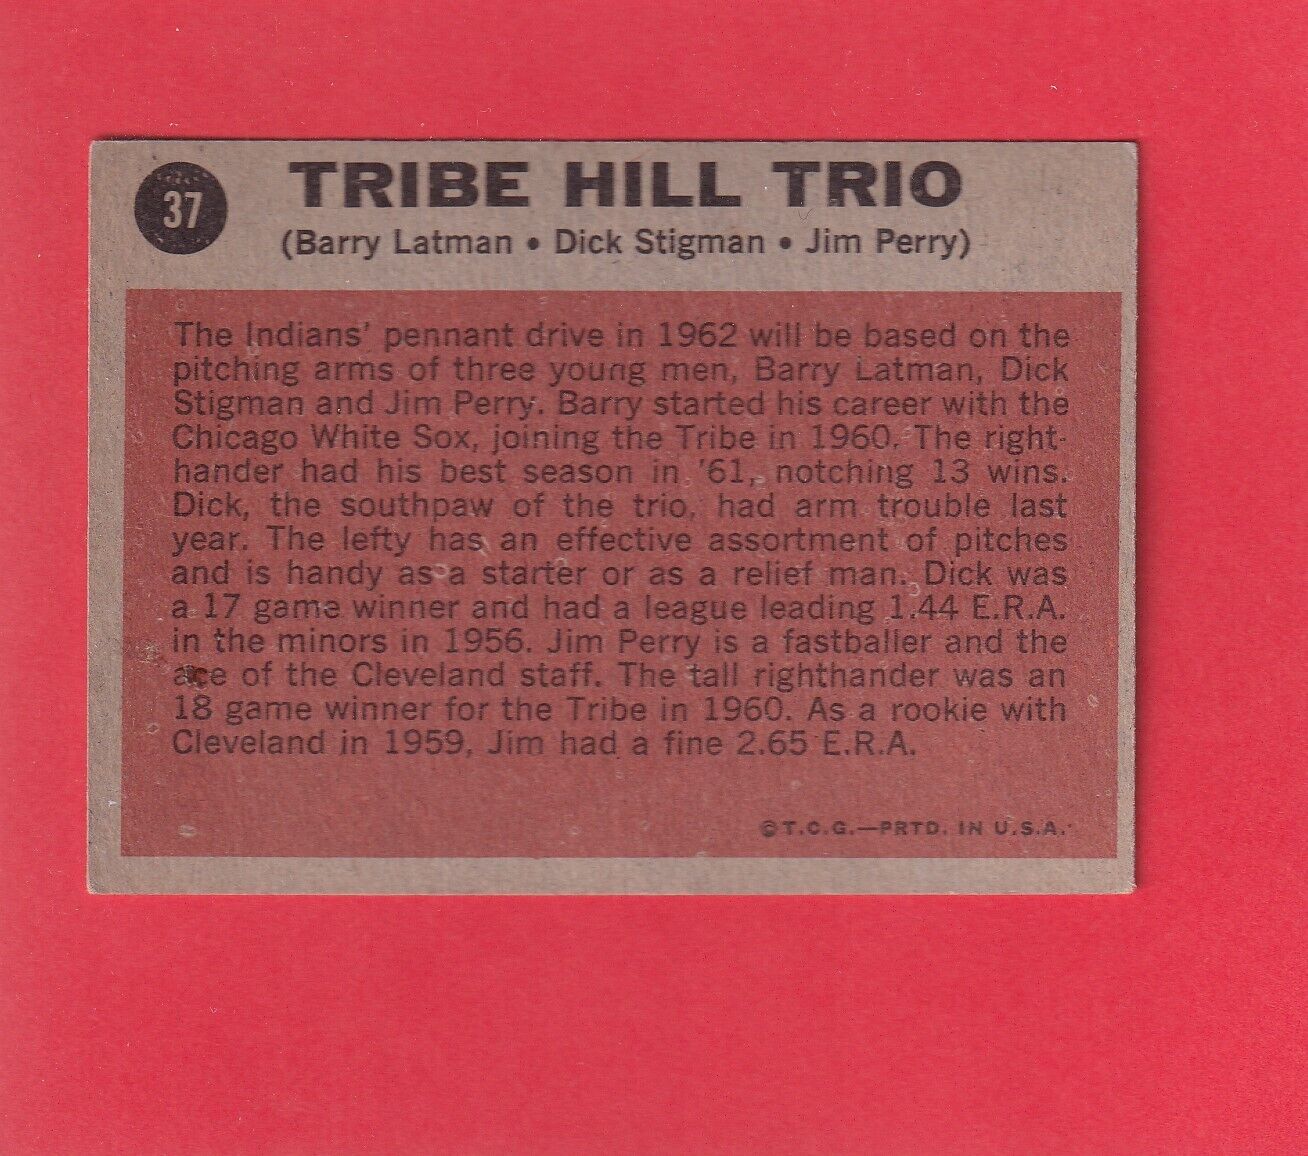 37
TRIBE HILL TRIO
(Barry Latman • Dick Stigman • Jim Perry)
The Indians' pennant drive in 1962 will be based on the
pitching arms of three young men, Barry Latman, Dick
Stigman and Jim Perry. Barry started his career with the
Chicago White Sox, joining the Tribe in 1960. The right-
hander had his best season in '61, notching 13 wins.
Dick, the southpaw of the trio, had arm trouble last
year. The lefty has an effective assortment of pitches
and is handy as a starter or as a relief man. Dick was
a 17 game winner and had a league leading 1.44 E.R.A.
in the minors in 1956. Jim Perry is a fastballer and the
ace of the Cleveland staff. The tall righthander was an
18 game winner for the Tribe in 1960. As a rookie with
Cleveland in 1959, Jim had a fine 2.65 E.R.A.
©T.C.G.—PRTD. IN U.S.A.